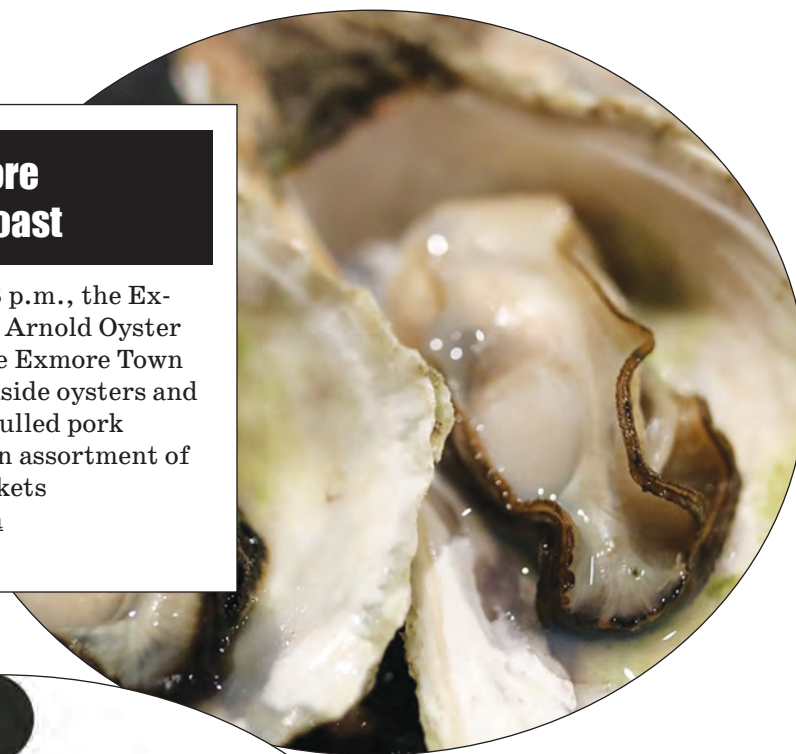 ore
oast
p.m., the Ex-
Arnold Oyster
e Exmore Town
side oysters and
ulled pork
n assortment of
kets